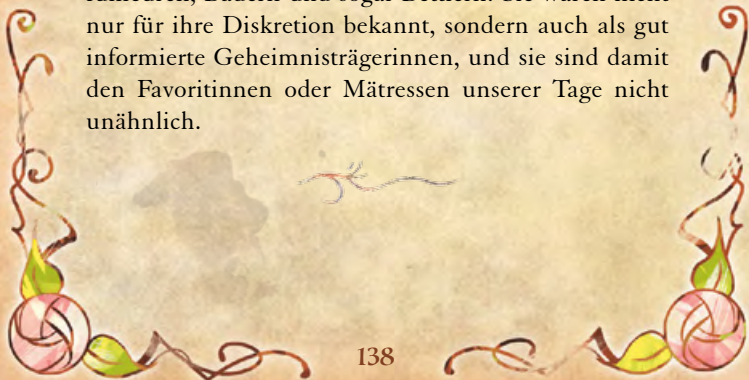 nur für ihre Diskretion bekannt, sondern auch als gut
informierte Geheimnisträgerinnen, und sie sind damit
den Favoritinnen oder Mätressen unserer Tage nicht
unähnlich.
138